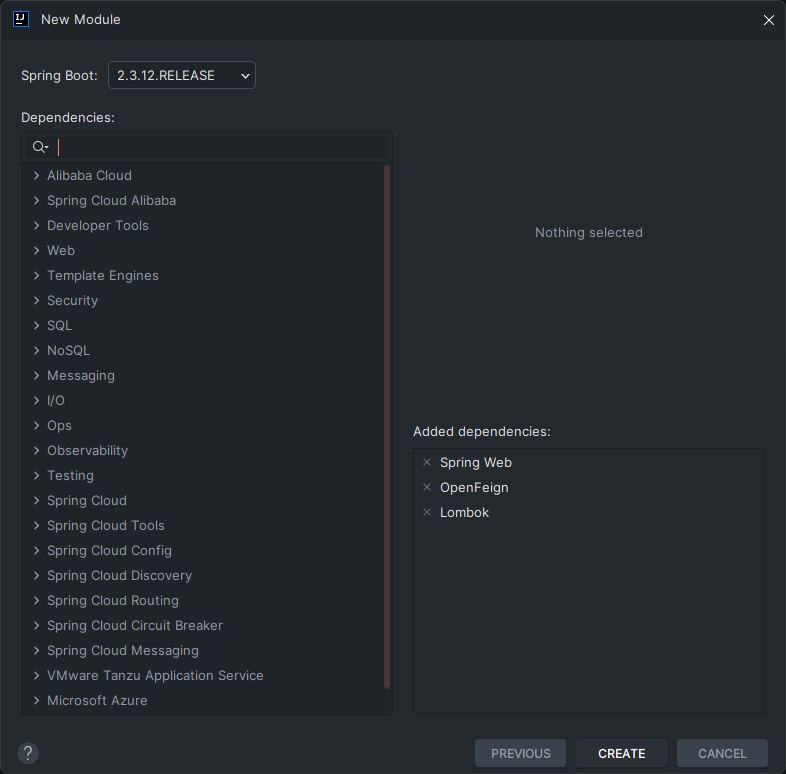 New Module
Spring Boot: 2.3.12.RELEASE
Dependencies:
Alibaba Cloud
Spring Cloud Alibaba
Developer Tools
Web
Template Engines
Security
SQL
NoSQL
Messaging
I/O
Ops
Observability
Testing
Spring Cloud
Spring Cloud Tools
Spring Cloud Config
Spring Cloud Discovery
Spring Cloud Routing
Spring Cloud Circuit Breaker
Spring Cloud Messaging
VMware Tanzu Application Service
Microsoft Azure
Nothing selected
Added dependencies:
Spring Web
OpenFeign
Lombok
? PREVIOUS CREATE CANCEL